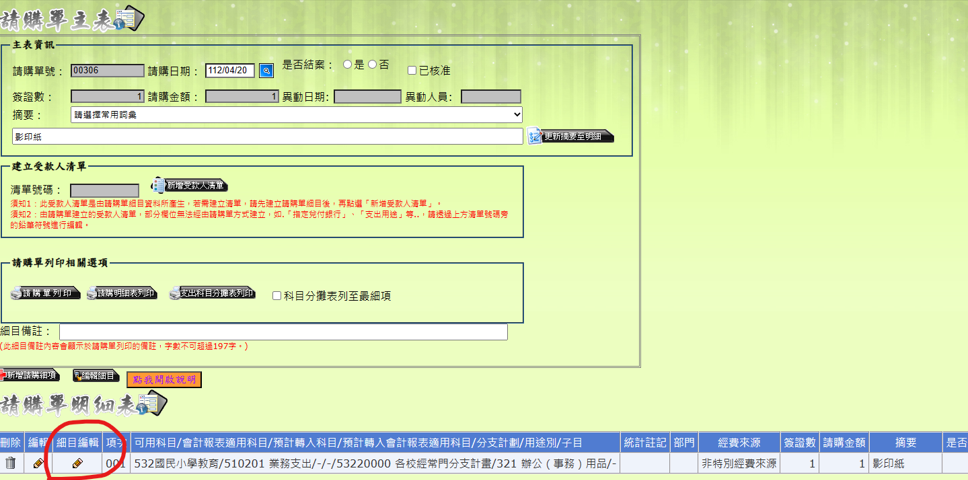 請購單主表
主表資訊
請購單號： 00306 請購日期： 112/04/20 是否結案： 是 否 已核准
簽證數： 1 請購金額： 1 異動日期: 異動人員:
摘要： 請選擇常用詞彙
影印紙 更新摘要至明細
建立受款人清單
清單號碼： 新增受款人清單
須知1：此受款人清單是由請購單細目資料所產生，若需建立清單，請先建立請購單細目後，再點選「新增受款人清單」。
須知2：由請購單建立的受款人清單，部分欄位無法經由請購單方式建立，如.「指定兌付銀行」、「支出用途」等..，請透過上方清單號碼旁
的鉛筆符號進行編輯。
請購單列印相關選項
請購單列印 請購明細表列印 支出科目分攤表列印 科目分攤表列至最細項
細目備註：
(此細目備註內容會顯示於請購單列印的備註，字數不可超過197字。)
新增請購細項 編輯細目 點我開啟說明
請購單明細表
刪除 編輯 細目編輯 項次 可用科目/會計報表適用科目/預計轉入科目/預計轉入會計報表適用科目/分支計劃/用途別/子目 統計註記 部門 經費來源 簽證數 請購金額 摘要 是否
001 532國民小學教育/510201 業務支出/-/-/53220000 各校經常門分支計畫/321 辦公（事務）用品/- 非特別經費來源 1 1 影印紙